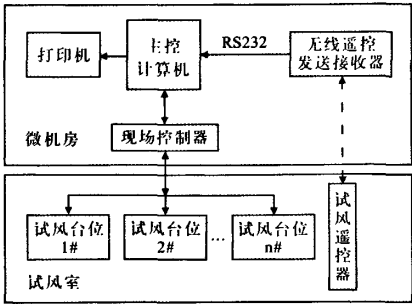 打印机
主控
计算机
RS232
无线遥控
发送接收器
微机房
现场控制器
试风台位
1#
试风台位
2#
...
试风台位
n#
试风遥控器
试风室